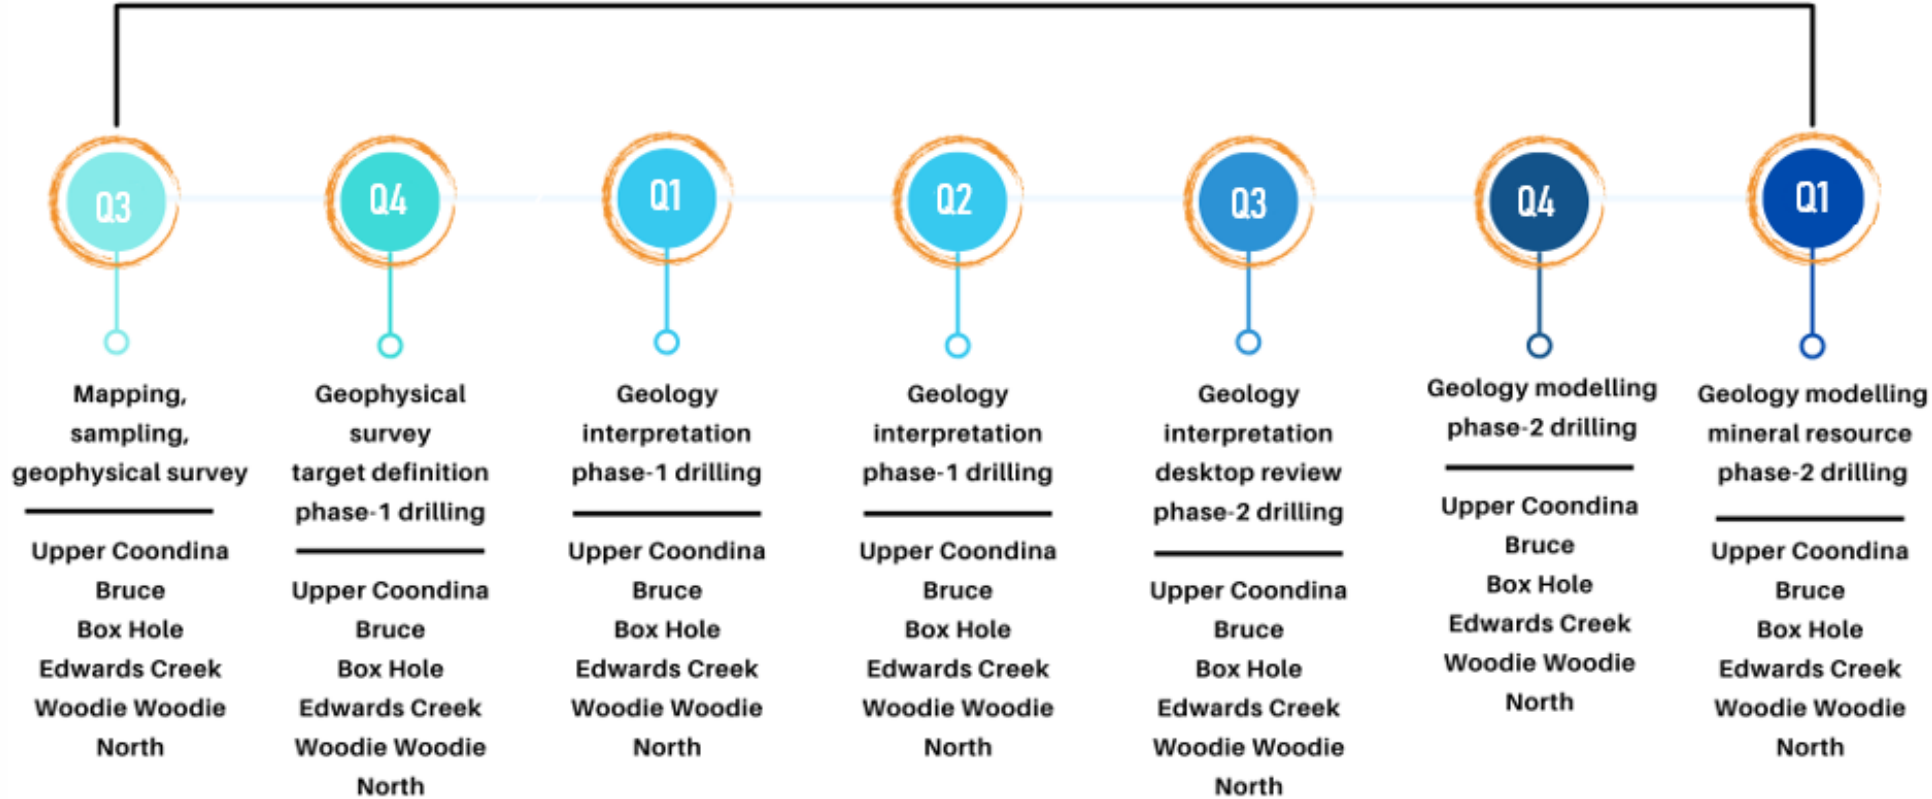 Q3
Mapping,
sampling,
geophysical survey
Upper Coondina
Bruce
Box Hole
Edwards Creek
Woodie Woodie
North
Q4
Geophysical
survey
target definition
phase-1 drilling
Upper Coondina
Bruce
Box Hole
Edwards Creek
Woodie Woodie
North
Q1
Geology
interpretation
phase-1 drilling
Upper Coondina
Bruce
Box Hole
Edwards Creek
Woodie Woodie
North
Q2
Geology
interpretation
phase-1 drilling
Upper Coondina
Bruce
Box Hole
Edwards Creek
Woodie Woodie
North
Q3
Geology
interpretation
desktop review
phase-2 drilling
Upper Coondina
Bruce
Box Hole
Edwards Creek
Woodie Woodie
North
Q4
Geology modelling
phase-2 drilling
Upper Coondina
Bruce
Box Hole
Edwards Creek
Woodie Woodie
North
Q1
Geology modelling
mineral resource
phase-2 drilling
Upper Coondina
Bruce
Box Hole
Edwards Creek
Woodie Woodie
North